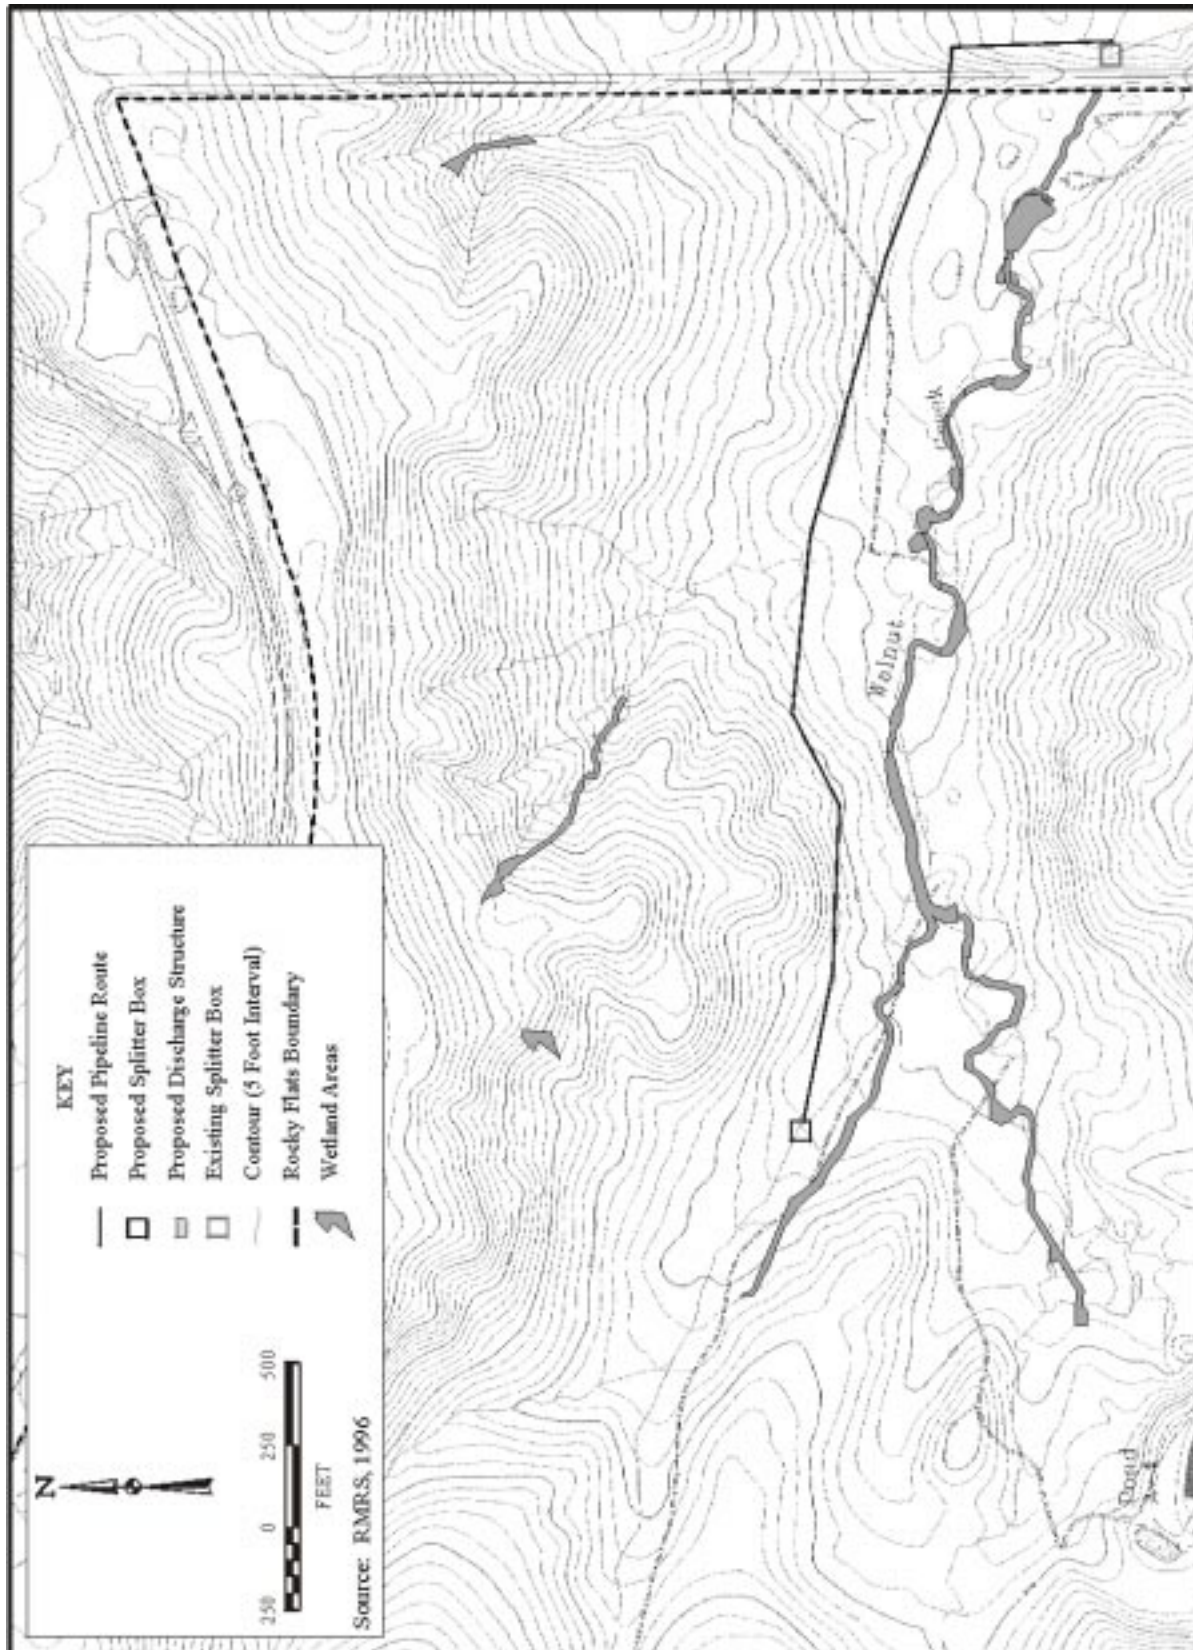 N
250 0 250 500
FEET
Source: RMRS, 1996
KEY
Proposed Pipeline Route
Proposed Splitter Box
Proposed Discharge Structure
Existing Splitter Box
Contour (5 Foot Interval)
Rocky Flats Boundary
Wetland Areas
Walnut
Pond